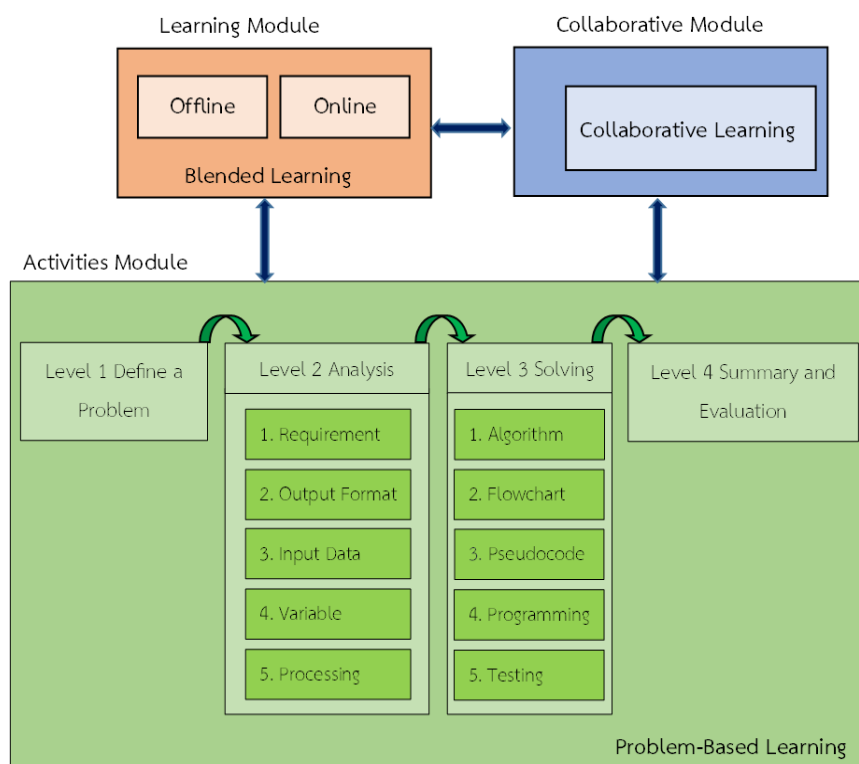 Learning Module
Collaborative Module
Offline
Online
Collaborative Learning
Blended Learning
Activities Module
Level 1 Define a
Problem
Level 2 Analysis
1. Requirement
2. Output Format
3. Input Data
4. Variable
5. Processing
Level 3 Solving
1. Algorithm
2. Flowchart
3. Pseudocode
4. Programming
5. Testing
Level 4 Summary and
Evaluation
Problem-Based Learning